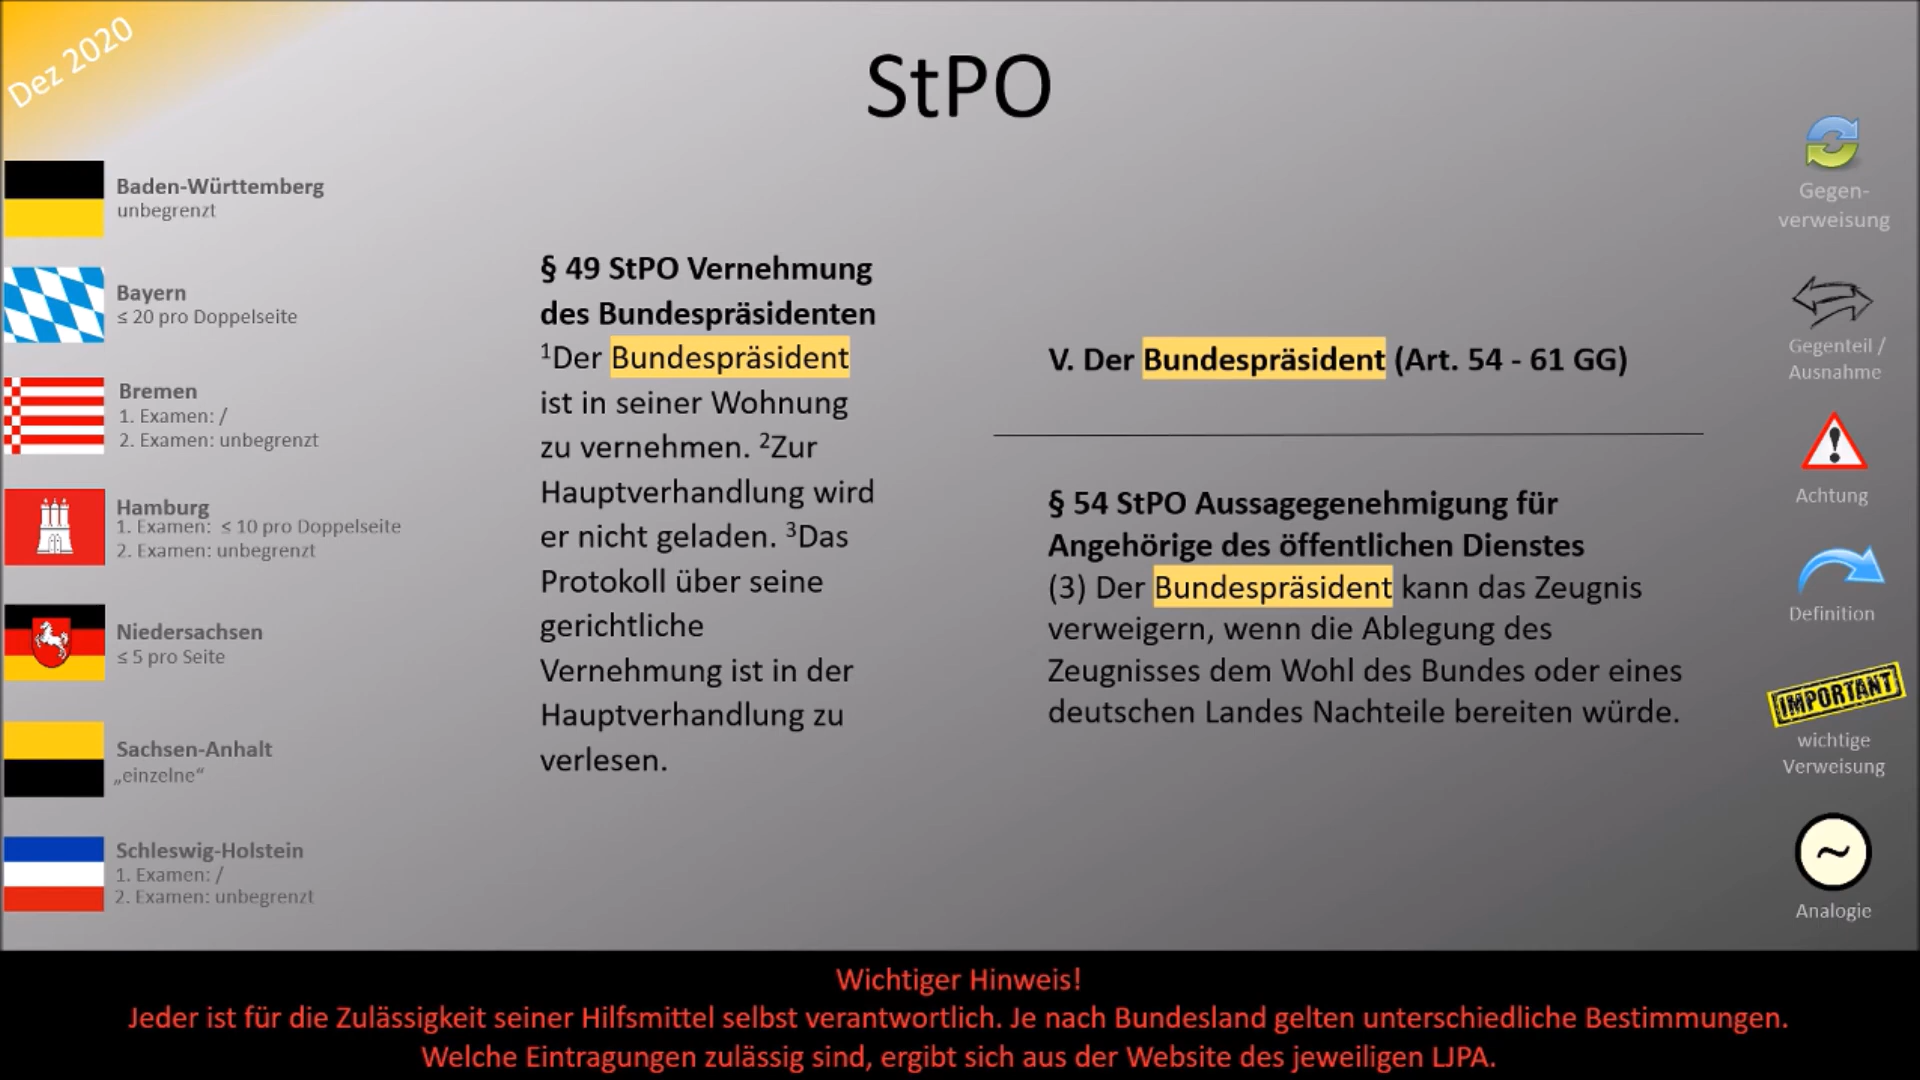 Dez 2020
StPO
Baden-Württemberg
unbegrenzt
Bayern
≤ 20 pro Doppelseite
Bremen
1. Examen: /
2. Examen: unbegrenzt
Hamburg
1. Examen: ≤ 10 pro Doppelseite
2. Examen: unbegrenzt
Niedersachsen
≤ 5 pro Seite
Sachsen-Anhalt
„einzelne“
Schleswig-Holstein
1. Examen: /
2. Examen: unbegrenzt
§ 49 StPO Vernehmung
des Bundespräsidenten
¹Der Bundespräsident
ist in seiner Wohnung
zu vernehmen. ²Zur
Hauptverhandlung wird
er nicht geladen. ³Das
Protokoll über seine
gerichtliche
Vernehmung ist in der
Hauptverhandlung zu
verlesen.
V. Der Bundespräsident (Art. 54 - 61 GG)
§ 54 StPO Aussagegenehmigung für
Angehörige des öffentlichen Dienstes
(3) Der Bundespräsident kann das Zeugnis
verweigern, wenn die Ablegung des
Zeugnisses dem Wohl des Bundes oder eines
deutschen Landes Nachteile bereiten würde.
Gegen-
verweisung
Gegenteil /
Ausnahme
Achtung
Definition
IMPORTANT
wichtige
Verweisung
~
Analogie
Wichtiger Hinweis!
Jeder ist für die Zulässigkeit seiner Hilfsmittel selbst verantwortlich. Je nach Bundesland gelten unterschiedliche Bestimmungen.
Welche Eintragungen zulässig sind, ergibt sich aus der Website des jeweiligen LJPA.